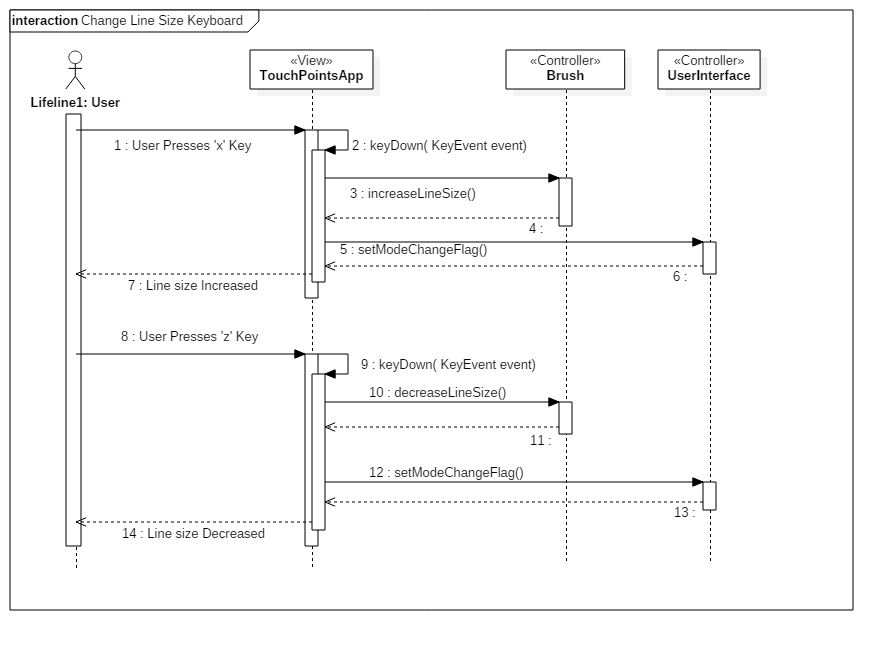 interaction Change Line Size Keyboard
Lifeline1: User
«View»
TouchPointsApp
«Controller»
Brush
«Controller»
UserInterface
1 : User Presses 'x' Key
2 : keyDown( KeyEvent event)
3 : increaseLineSize()
4 :
5 : setModeChangeFlag()
6 :
7 : Line size Increased
8 : User Presses 'z' Key
9 : keyDown( KeyEvent event)
10 : decreaseLineSize()
11 :
12 : setModeChangeFlag()
13 :
14 : Line size Decreased